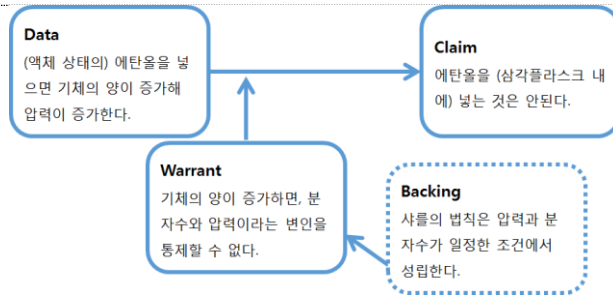 Data
(액체 상태의) 에탄올을 넣
으면 기체의 양이 증가해
압력이 증가한다.
Claim
에탄올을 (삼각플라스크 내
에) 넣는 것은 안된다.
Warrant
기체의 양이 증가하면, 분
자수와 압력이라는 변인을
통제할 수 없다.
Backing
샤를의 법칙은 압력과 분
자수가 일정한 조건에서
성립한다.